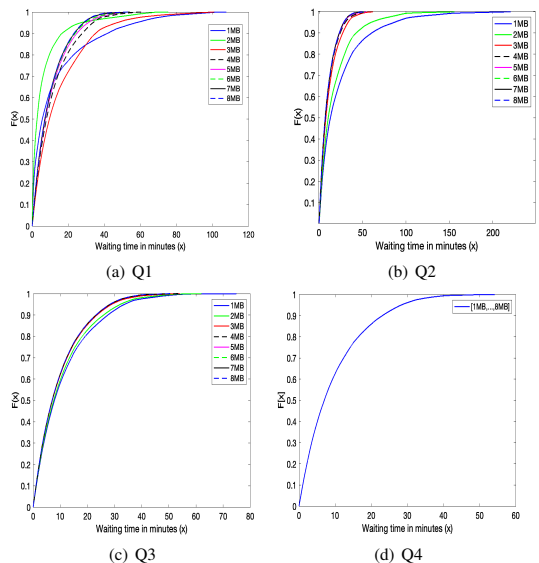 1
0.9
0.8
0.7
0.6
0.5
0.4
0.3
0.2
0.1
0
F(x)
0 20 40 60 80 100 120
Waiting time in minutes (x)
1MB
2MB
3MB
4MB
5MB
6MB
7MB
8MB
(a) Q1
1
0.9
0.8
0.7
0.6
0.5
0.4
0.3
0.2
0.1
F(x)
0 50 100 150 200
Waiting time in minutes (x)
1MB
2MB
3MB
4MB
5MB
6MB
7MB
8MB
(b) Q2
1
0.9
0.8
0.7
0.6
0.5
0.4
0.3
0.2
0.1
0
F(x)
0 10 20 30 40 50 60 70 80
Waiting time in minutes (x)
1MB
2MB
3MB
4MB
5MB
6MB
7MB
8MB
(c) Q3
1
0.9
0.8
0.7
0.6
0.5
0.4
0.3
0.2
0.1
0
F[x]
0 10 20 30 40 50 60
Waiting time in minutes (x)
[1MB,...,8MB]
(d) Q4